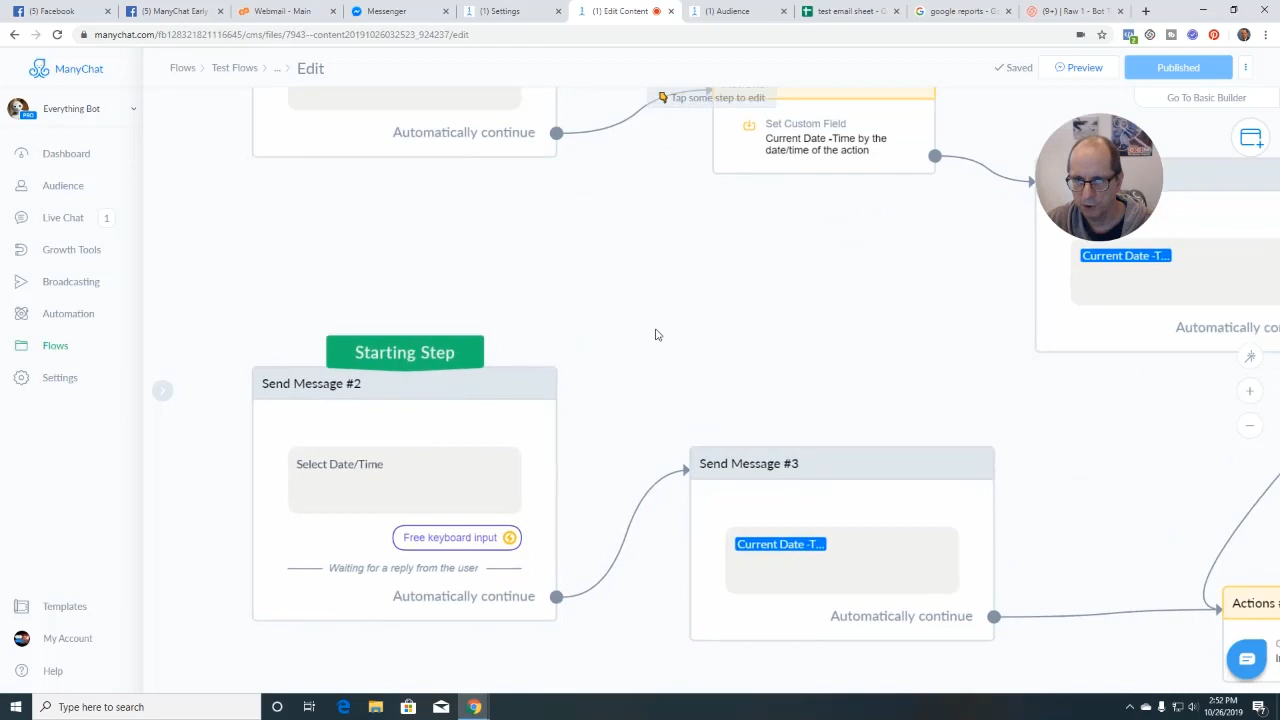 (5) Facebook
(5) ManyChat Early
Webmail - Main
Messenger
(1) Settings
(1) Edit Content
(1) Audience
test email sheet - G
google reports - Go
(9+) | Raw 1 - Bot T
manychat.com/fb128321821116645/cms/files/7943--content20191026032523_904237/edit
2
ManyChat
Flows > Test Flows > ... > Edit
Saved
Preview
Published
verything Bot
PRO
Tap some step to edit
Go To Basic Builder
Dashboard
Audience
Live Chat 1
Growth Tools
Broadcasting
Automation
Flows
Settings
Templates
My Account
Help
Automatically continue
Set Custom Field
Current Date -Time by the
date/time of the action
Current Date -T...
Automatically co
Starting Step
Send Message #2
Select Date/Time
Free keyboard input
Waiting for a reply from the user
Automatically continue
Send Message #3
Current Date -T...
Automatically continue
Actions #
Type here to search
2:52 PM
10/26/2019